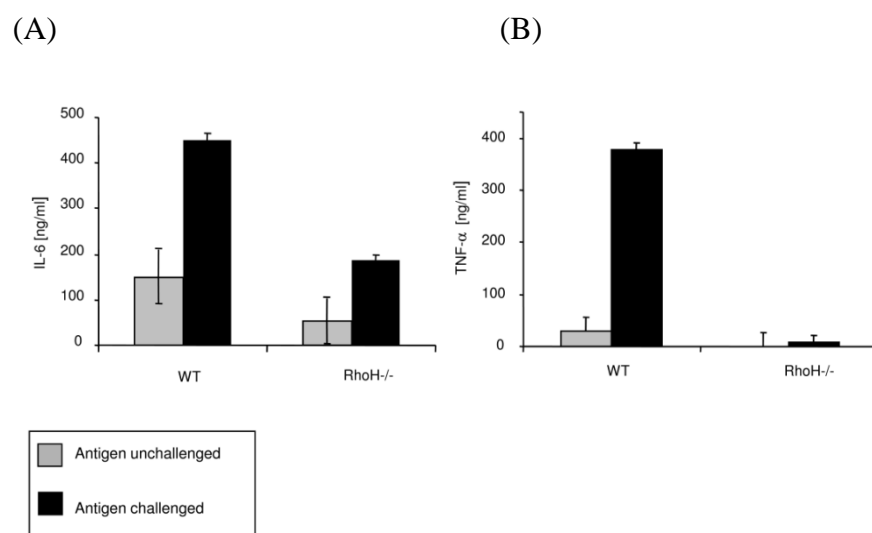 (A)
(B)
IL-6 [ng/ml]
500
400
300
200
100
0
WT
RhoH-/-
TNF-α [ng/ml]
400
300
200
100
0
WT
RhoH-/-
Antigen unchallenged
Antigen challenged